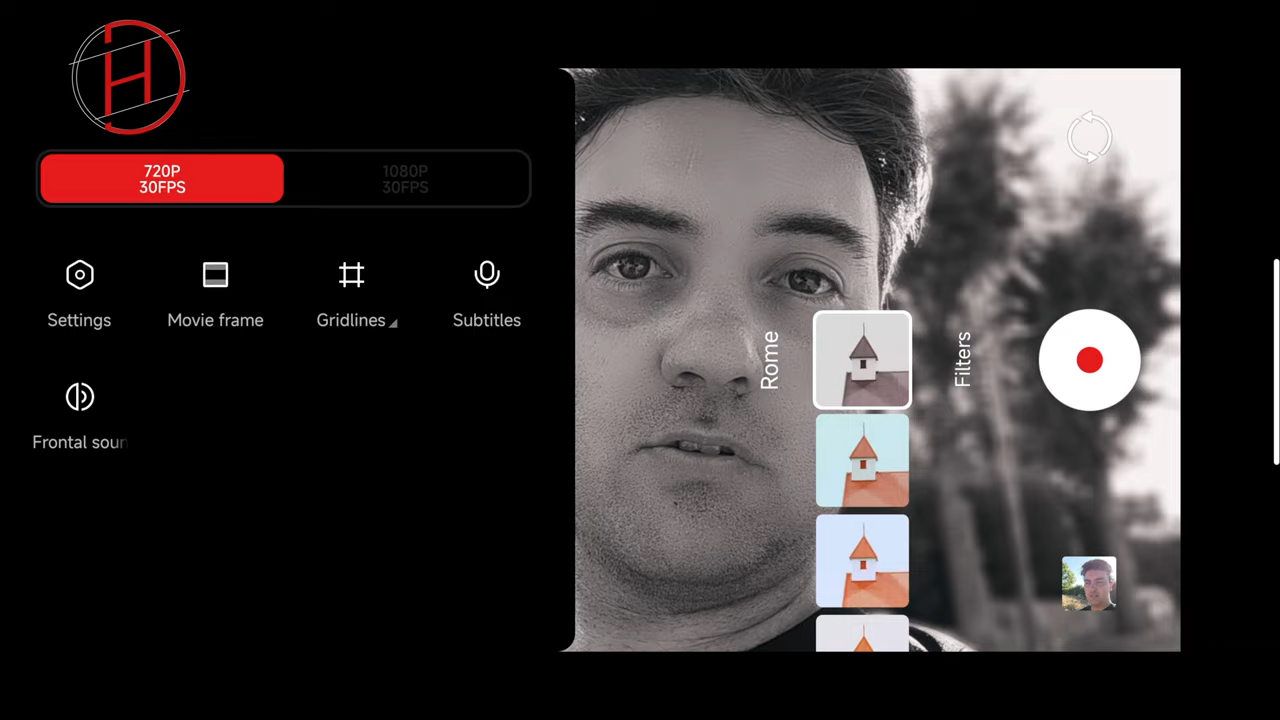 H
720P
30FPS
1080P
30FPS
Settings
Movie frame
Gridlines
Subtitles
Frontal soun
Rome
Filters